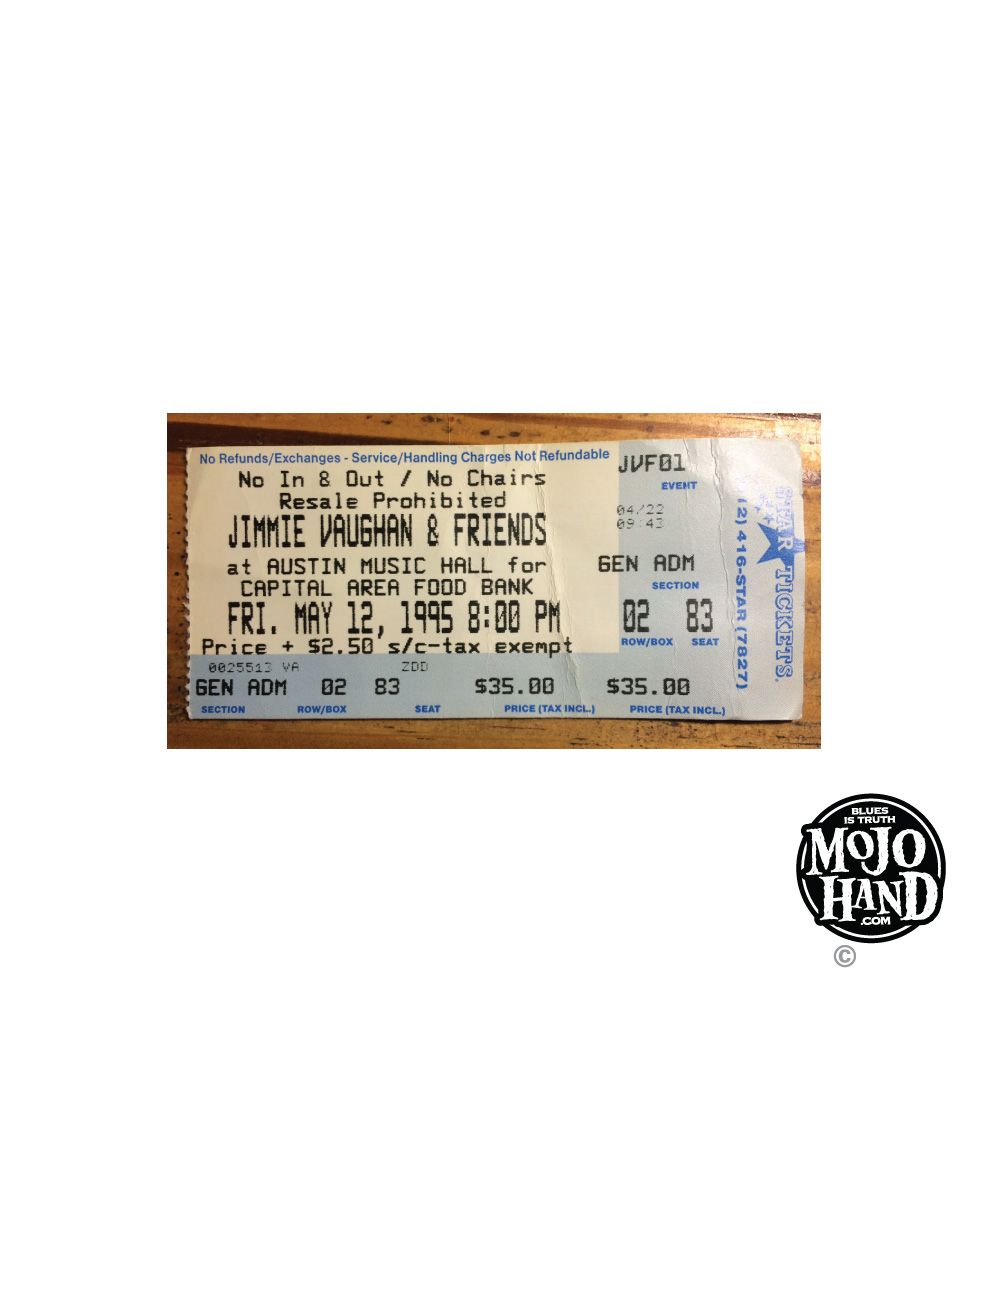 No Refunds/Exchanges - Service/Handling Charges Not Refundable
No In & Out / No Chairs
Resale Prohibited
JIMMIE VAUGHAN & FRIENDS
at AUSTIN MUSIC HALL for
CAPITAL AREA FOOD BANK
FRI. MAY 12, 1995 8:00 PM
Price + $2.50 s/c-tax exempt
0025513 VA ZDD
GEN ADM 02 83 $35.00 $35.00
SECTION ROW/BOX SEAT PRICE (TAX INCL.) PRICE (TAX INCL.)
JVF01
EVENT
04/22
09:43
GEN ADM
SECTION
02 83
ROW/BOX SEAT
12) 416-STAR (7827)
STAR TICKETS
BLUES
IS TRUTH
MOJO
HAND
.COM
©